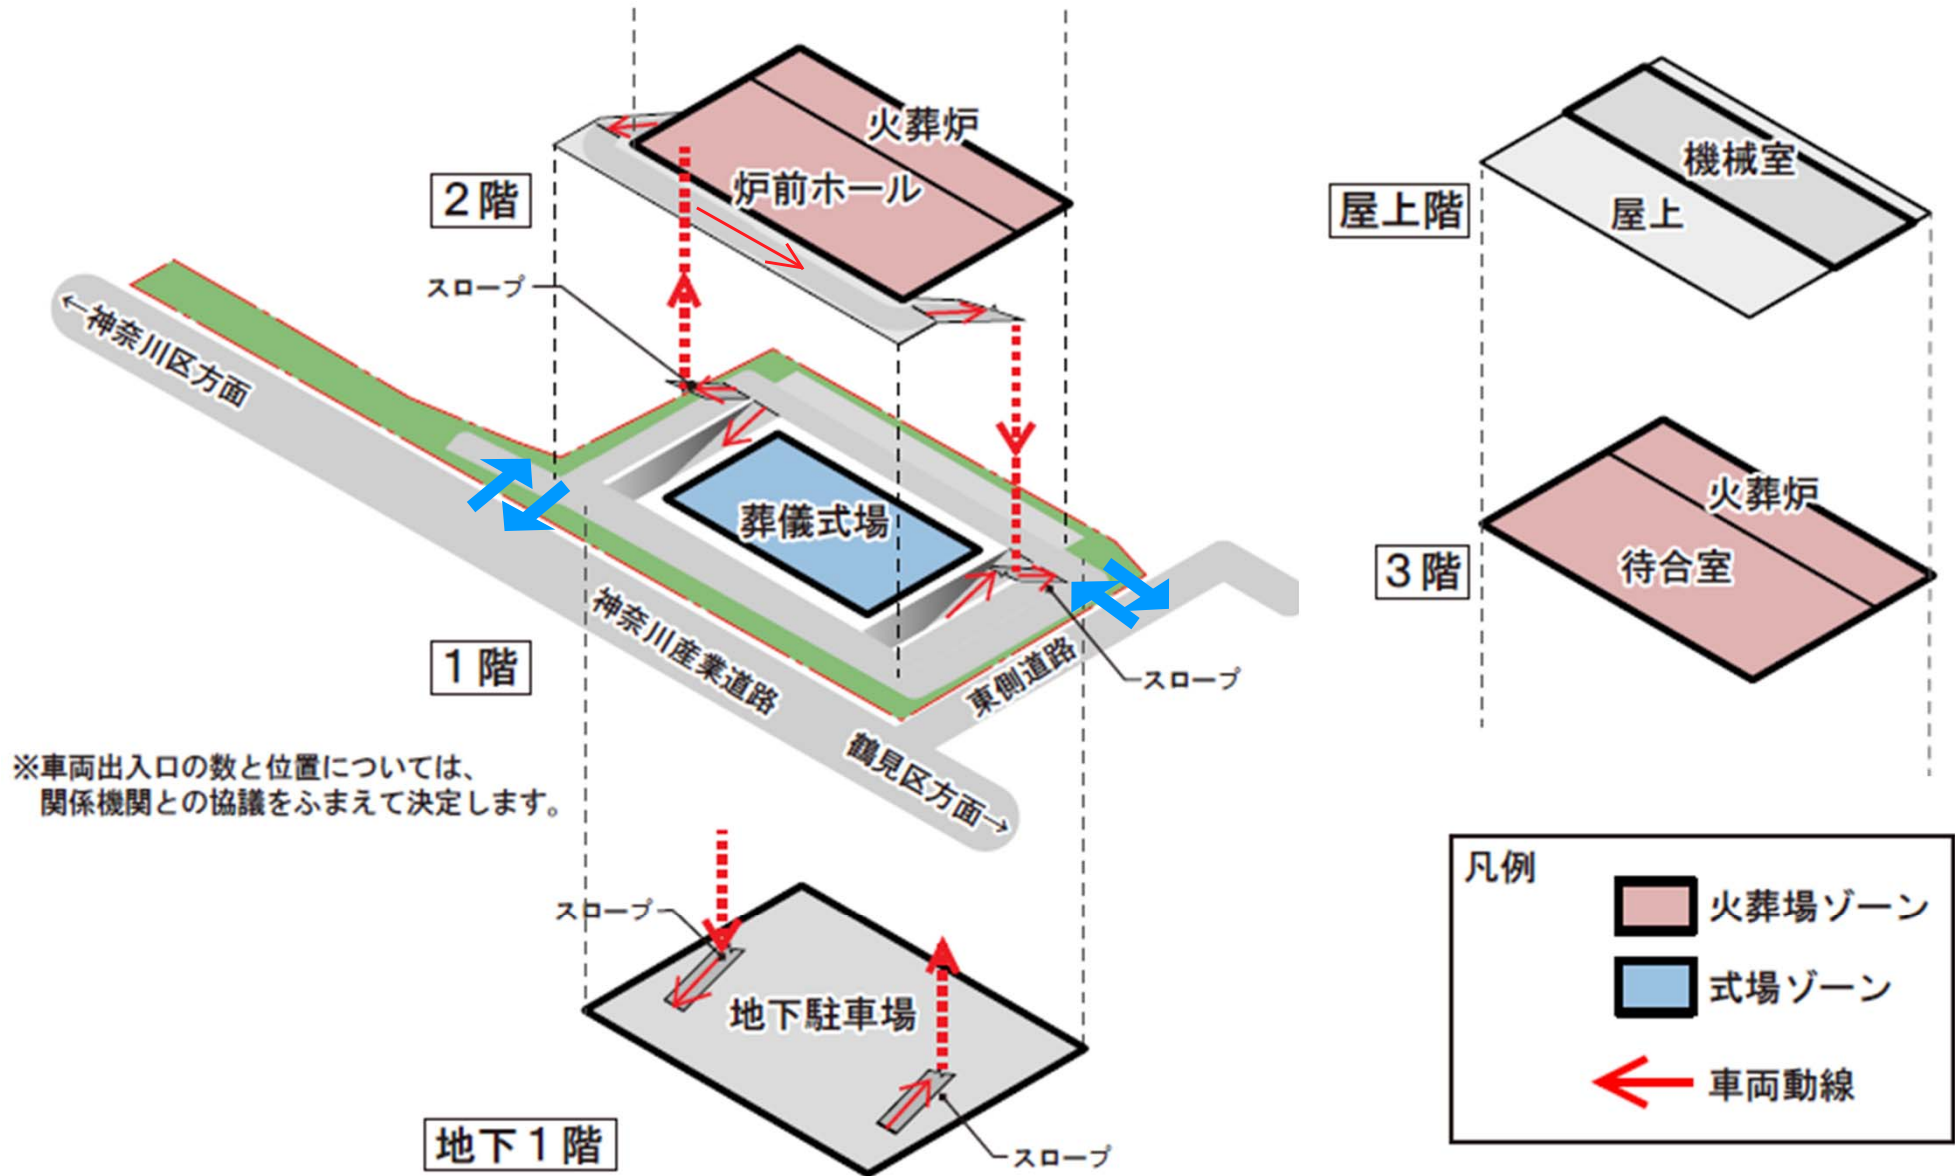 火葬炉
炉前ホール
2階
スロープ
←神奈川区方面
葬儀式場
神奈川産業道路
1階
東側道路
スロープ
鶴見区方面→
※車両出入口の数と位置については、
関係機関との協議をふまえて決定します。
スロープ
地下駐車場
地下1階
スロープ
機械室
屋上階
屋上
火葬炉
3階
待合室
凡例
火葬場ゾーン
式場ゾーン
車両動線